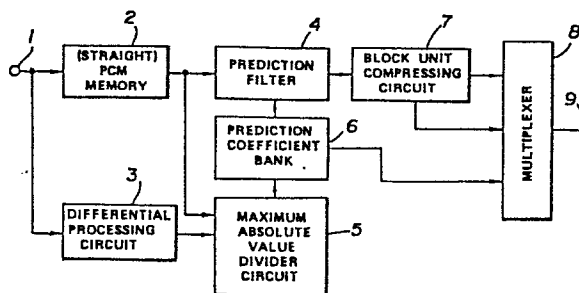 1
2
(STRAIGHT)
PCM
MEMORY
4
PREDICTION
FILTER
7
BLOCK UNIT
COMPRESSING
CIRCUIT
8
MULTIPLEXER
9
6
PREDICTION
COEFFICIENT
BANK
3
DIFFERENTIAL
PROCESSING
CIRCUIT
5
MAXIMUM
ABSOLUTE
VALUE
DIVIDER
CIRCUIT